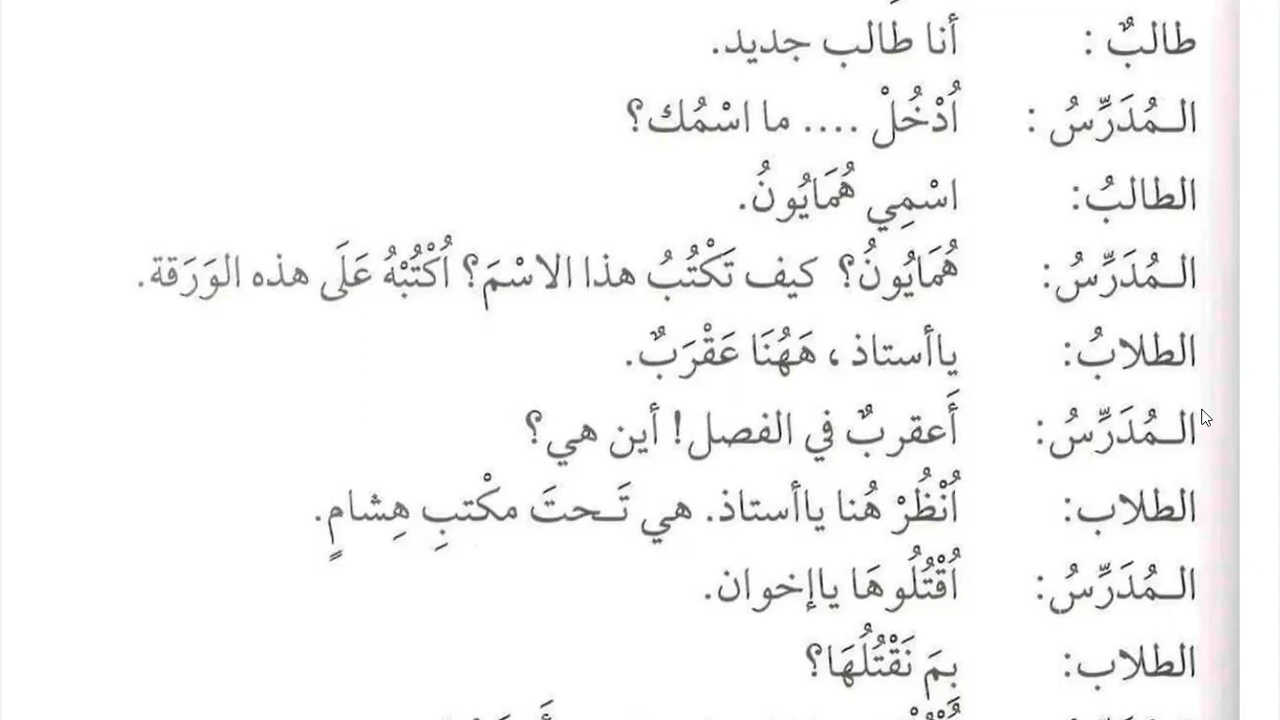 طالبٌ : أنا طالب جديد.
الـمُدَرِّسُ : اُدْخُلْ .... ما اسْمُك؟
الطالبُ: اسْمِي هُمَايُونُ.
الـمُدَرِّسُ: هُمَايُونُ؟ كيف تَكْتُبُ هذا الاسْمَ؟ اُكْتُبْهُ عَلَى هذه الوَرَقة.
الطلابُ: ياأستاذ ، هَهُنَا عَقْرَبٌ.
الـمُدَرِّسُ: أَعقربٌ في الفصل! أين هي؟
الطلاب: اُنْظُرْ هُنا ياأستاذ. هي تَـحتَ مكْتبِ هِشامٍ.
الـمُدَرِّسُ: اُقْتُلُوهَا ياإخوان.
الطلاب: بِمَ نَقْتُلُهَا؟